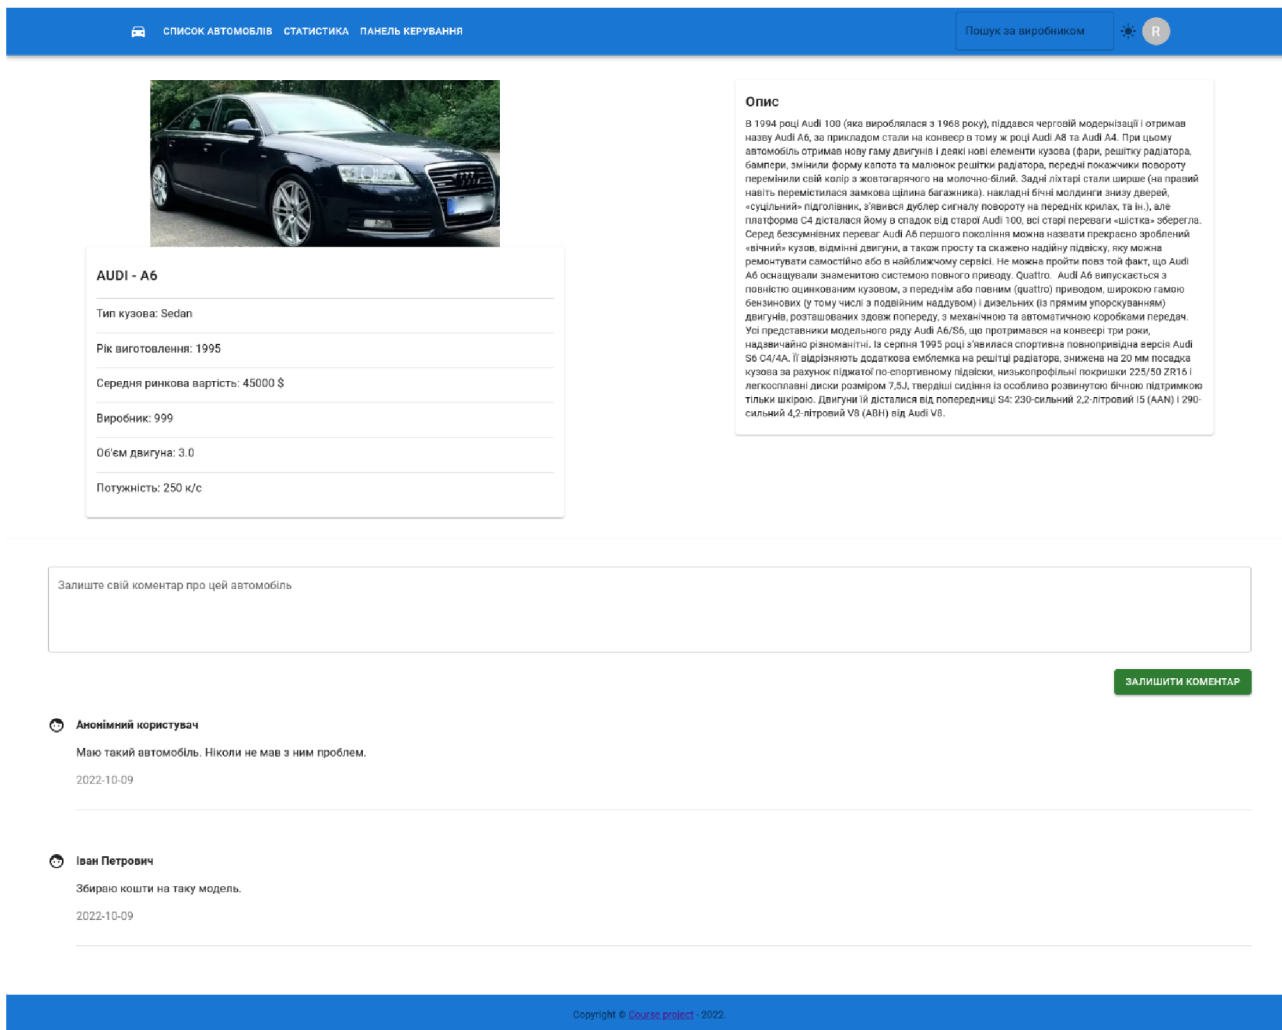 СПИСОК АВТОМОБЛІВ СТАТИСТИКА ПАНЕЛЬ КЕРУВАННЯ
Пошук за виробником
R
AUDI - A6
Тип кузова: Sedan
Рік виготовлення: 1995
Середня ринкова вартість: 45000 $
Виробник: 999
Об'єм двигуна: 3.0
Потужність: 250 к/с
Опис
В 1994 році Audi 100 (яка вироблялася з 1968 року), піддався черговій модернізації і отримав
назву Audi A6, за прикладом стали на конвеєр в тому ж році Audi A8 та Audi A4. При цьому
автомобіль отримав нову гаму двигунів і деякі нові елементи кузова (фари, решітку радіатора,
бампери, змінили форму капота та малюнок решітки радіатора, передні покажчики повороту
перемінили свій колір з жовтогарячого на молочно-білий. Задні ліхтарі стали ширше (на правий
навіть перемістилася замкова щілина багажника). накладні бічні молдинги знизу дверей,
«суцільний» підголівник, з'явився дублер сигналу повороту на передніх крилах, та ін.), але
платформа C4 дісталася йому в спадок від старої Audi 100, всі старі переваги «шістка» зберегла.
Серед безсумнівних переваг Audi A6 першого покоління можна назвати прекрасно зроблений
«вічний» кузов, відмінні двигуни, а також просту та скажено надійну підвіску, яку можна
ремонтувати самостійно або в найближчому сервісі. Не можна пройти повз той факт, що Audi
A6 оснащували знаменитою системою повного приводу. Quattro. Audi A6 випускається з
повністю оцинкованим кузовом, з переднім або повним (quattro) приводом, широкою гамою
бензинових (у тому числі з подвійним наддувом) і дизельних (із прямим упорскуванням)
двигунів, розташованих здовж попереду, з механічною та автоматичною коробками передач.
Усі представники модельного ряду Audi A6/S6, що протримався на конвеєрі три роки,
надзвичайно різноманітні. Із серпня 1995 році з'явилася спортивна повнопривідна версія Audi
S6 C4/4A. Її відрізняють додаткова емблемка на решітці радіатора, знижена на 20 мм посадка
кузова за рахунок піджатої по-спортивному підвіски, низькопрофільні покришки 225/50 ZR16 і
легкосплавні диски розміром 7,5J, твердіші сидіння із особливо розвинутою бічною підтримкою
тільки шкірою. Двигуни їй дісталися від попередниці S4: 230-сильний 2,2-літровий I5 (AAN) і 290-
сильний 4,2-літровий V8 (ABH) від Audi V8.
Залиште свій коментар про цей автомобіль
ЗАЛИШИТИ КОМЕНТАР
Анонімний користувач
Маю такий автомобіль. Ніколи не мав з ним проблем.
2022-10-09
Іван Петрович
Збираю кошти на таку модель.
2022-10-09
Copyright © Course project - 2022.